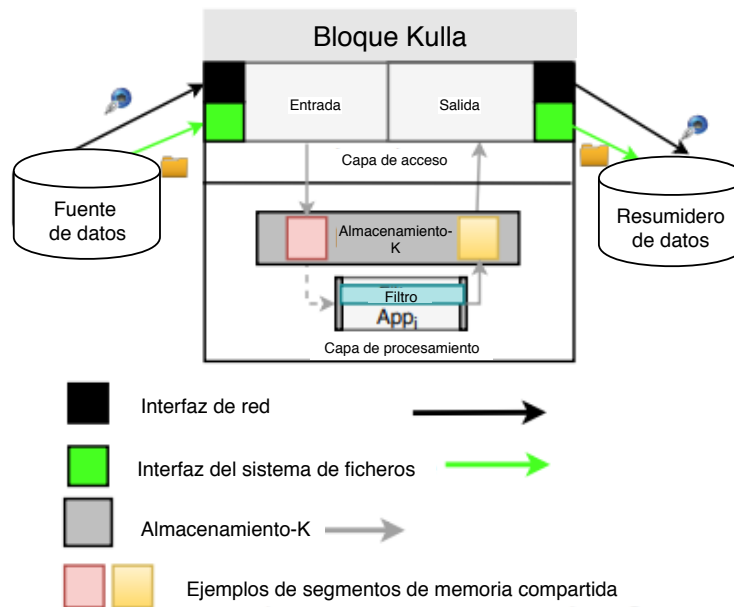 Bloque Kulla
Entrada
Salida
Capa de acceso
Fuente
de datos
Resumidero
de datos
Almacenamiento-
K
Filtro
Appj
Capa de procesamiento
Interfaz de red
Interfaz del sistema de ficheros
Almacenamiento-K
Ejemplos de segmentos de memoria compartida